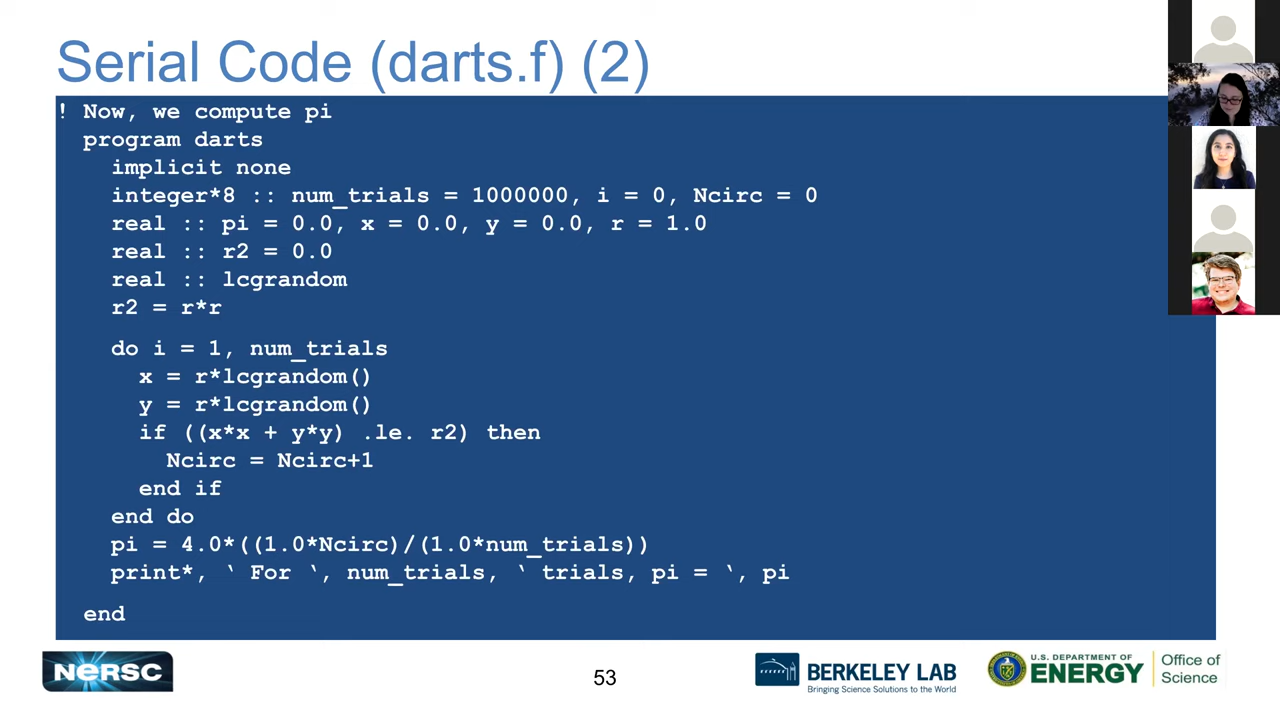 Serial Code (darts.f) (2)
! Now, we compute pi
program darts
implicit none
integer*8 :: num_trials = 1000000, i = 0, Ncirc = 0
real :: pi = 0.0, x = 0.0, y = 0.0, r = 1.0
real :: r2 = 0.0
real :: lcgrandom
r2 = r*r
do i = 1, num_trials
x = r*lcgrandom()
y = r*lcgrandom()
if ((x*x + y*y) .le. r2) then
Ncirc = Ncirc+1
end if
end do
pi = 4.0*((1.0*Ncirc)/(1.0*num_trials))
print*, ‘ For ‘, num_trials, ‘ trials, pi = ‘, pi
end
NERSC
53
BERKELEY LAB
Bringing Science Solutions to the World
U.S. DEPARTMENT OF
ENERGY
Office of
Science